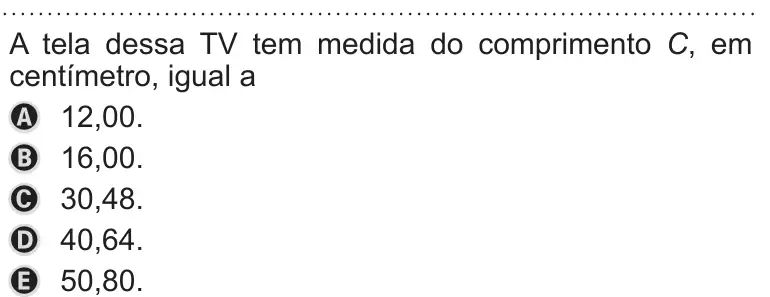 A tela dessa TV tem medida do comprimento C, em
centímetro, igual a
A 12,00.
B 16,00.
C 30,48.
D 40,64.
E 50,80.